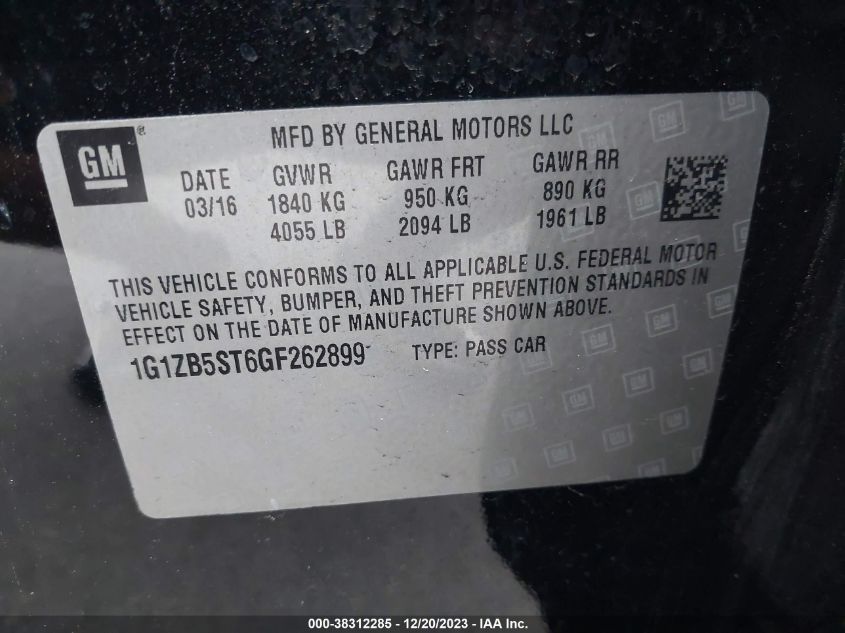 GM®
MFD BY GENERAL MOTORS LLC
DATE GVWR GAWR FRT GAWR RR
03/16 1840 KG 950 KG 890 KG
4055 LB 2094 LB 1961 LB
THIS VEHICLE CONFORMS TO ALL APPLICABLE U.S. FEDERAL MOTOR
VEHICLE SAFETY, BUMPER, AND THEFT PREVENTION STANDARDS IN
EFFECT ON THE DATE OF MANUFACTURE SHOWN ABOVE.
1G1ZB5ST6GF262899 TYPE: PASS CAR
000-38312285 - 12/20/2023 - IAA Inc.